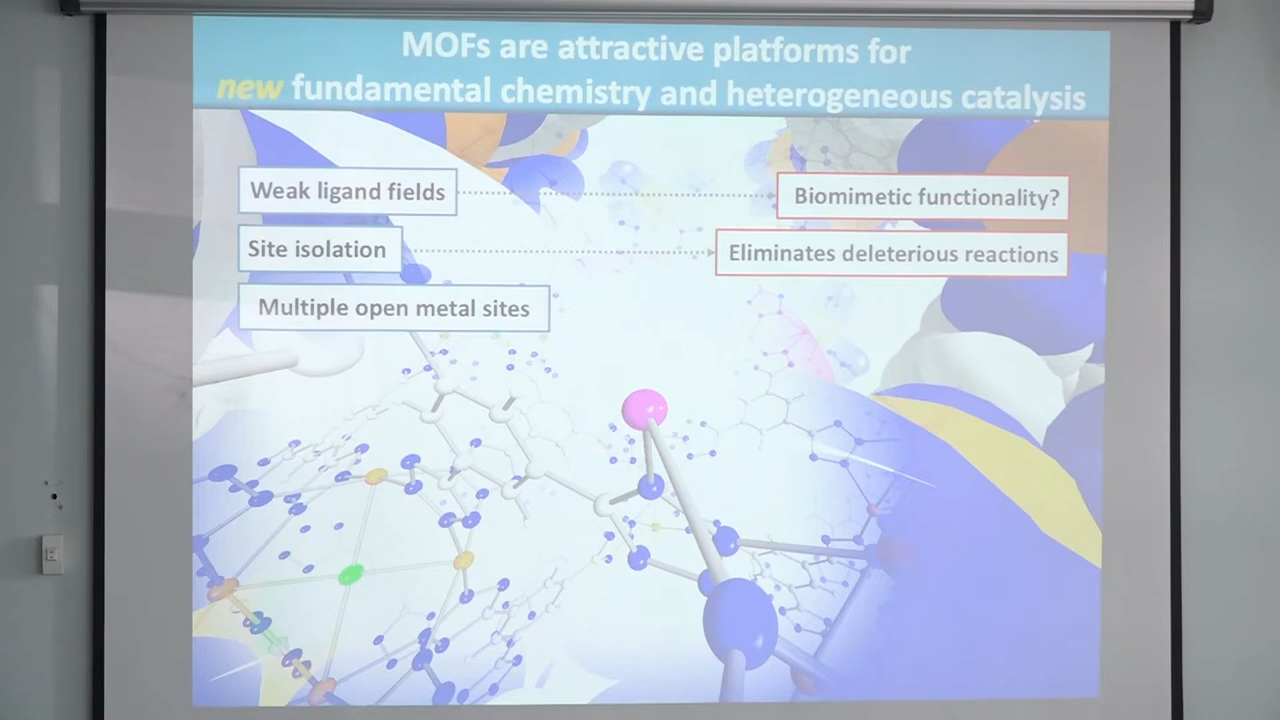 MOFs are attractive platforms for
new fundamental chemistry and heterogeneous catalysis
Weak ligand fields
Biomimetic functionality?
Site isolation
Eliminates deleterious reactions
Multiple open metal sites